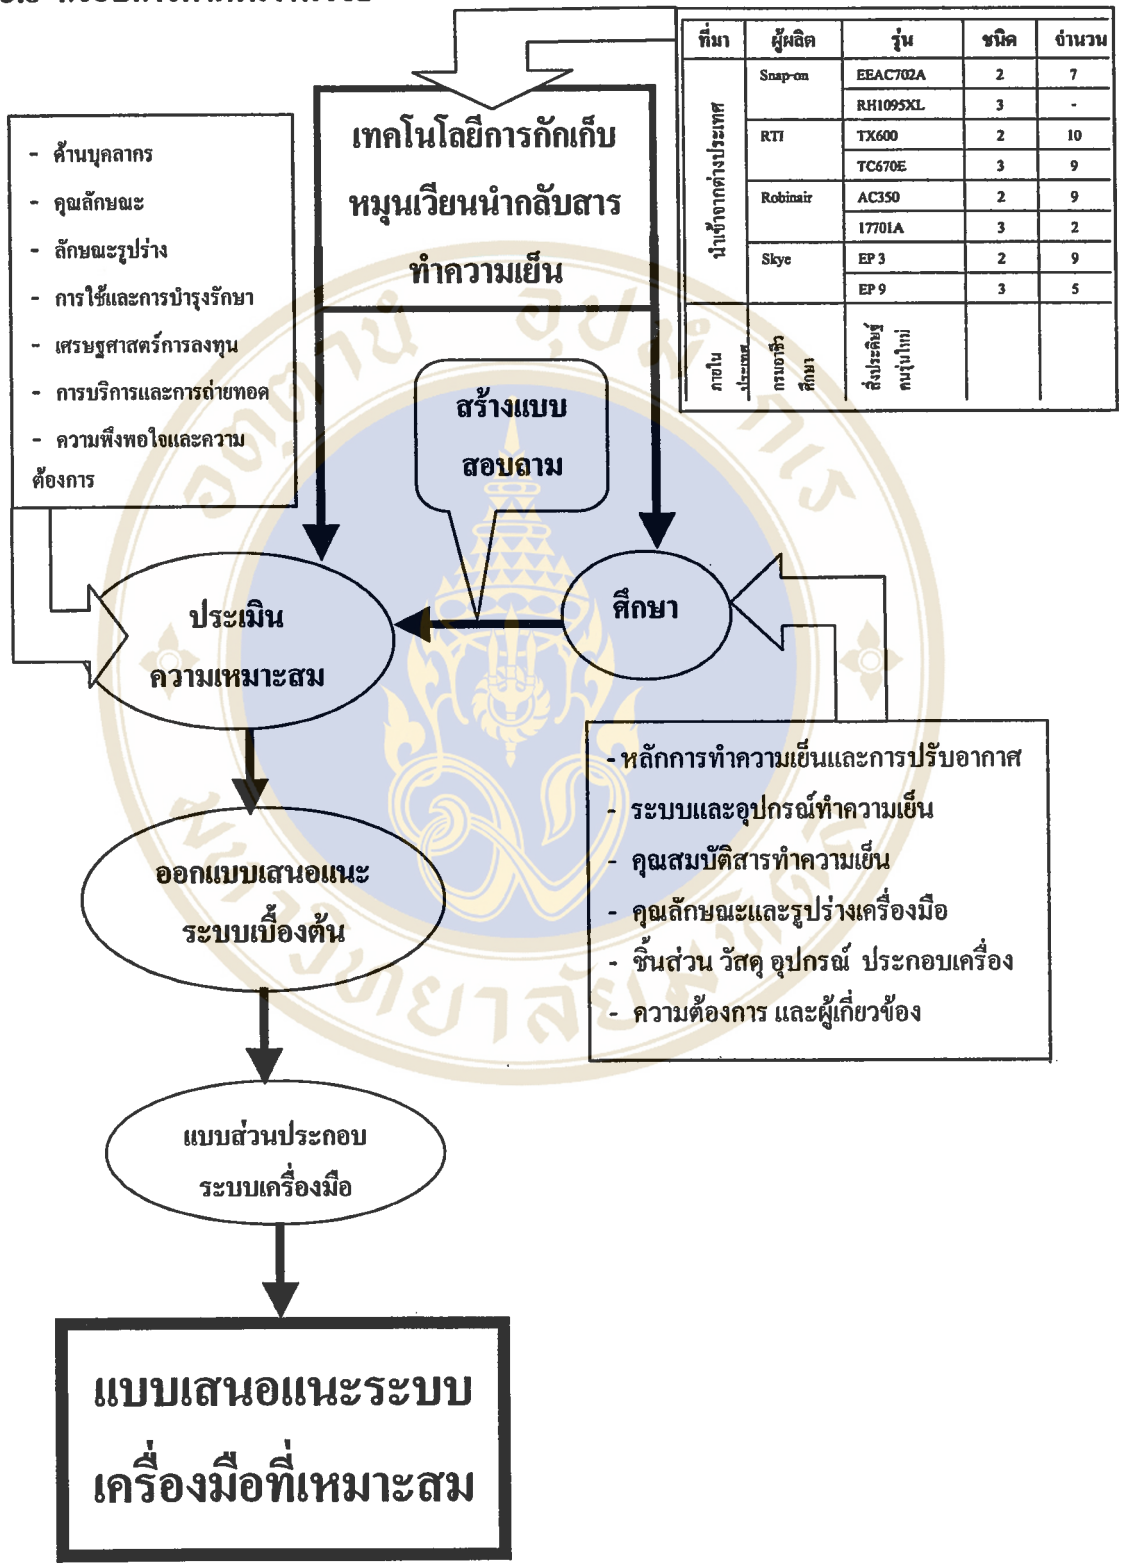 ที่มา ผู้ผลิต รุ่น ชนิด จำนวน
นำเข้าจากต่างประเทศ
Snap-on EEAC702A 2 7
RH1095XL 3 -
RTI TX600 2 10
TC670E 3 9
Robinair AC350 2 9
17701A 3 2
Skye EP 3 2 9
EP 9 3 5
ภายใน
ประเทศ
กรมอาชีว
ศึกษา
สิ่งประดิษฐ์
คนรุ่นใหม่
เทคโนโลยีการกักเก็บ
หมุนเวียนนำกลับสาร
ทำความเย็น
- ด้านบุคลากร
- คุณลักษณะ
- ลักษณะรูปร่าง
- การใช้และการบำรุงรักษา
- เศรษฐศาสตร์การลงทุน
- การบริการและการถ่ายทอด
- ความพึงพอใจและความ
ต้องการ
สร้างแบบ
สอบถาม
ศึกษา
ประเมิน
ความเหมาะสม
- หลักการทำความเย็นและการปรับอากาศ
- ระบบและอุปกรณ์ทำความเย็น
- คุณสมบัติสารทำความเย็น
- คุณลักษณะและรูปร่างเครื่องมือ
- ชิ้นส่วน วัสดุ อุปกรณ์ ประกอบเครื่อง
- ความต้องการ และผู้เกี่ยวข้อง
ออกแบบเสนอแนะ
ระบบเบื้องต้น
แบบส่วนประกอบ
ระบบเครื่องมือ
แบบเสนอแนะระบบ
เครื่องมือที่เหมาะสม
อตฺตานํ อุปมํ กเร
มหาวิทยาลัยมหิดล